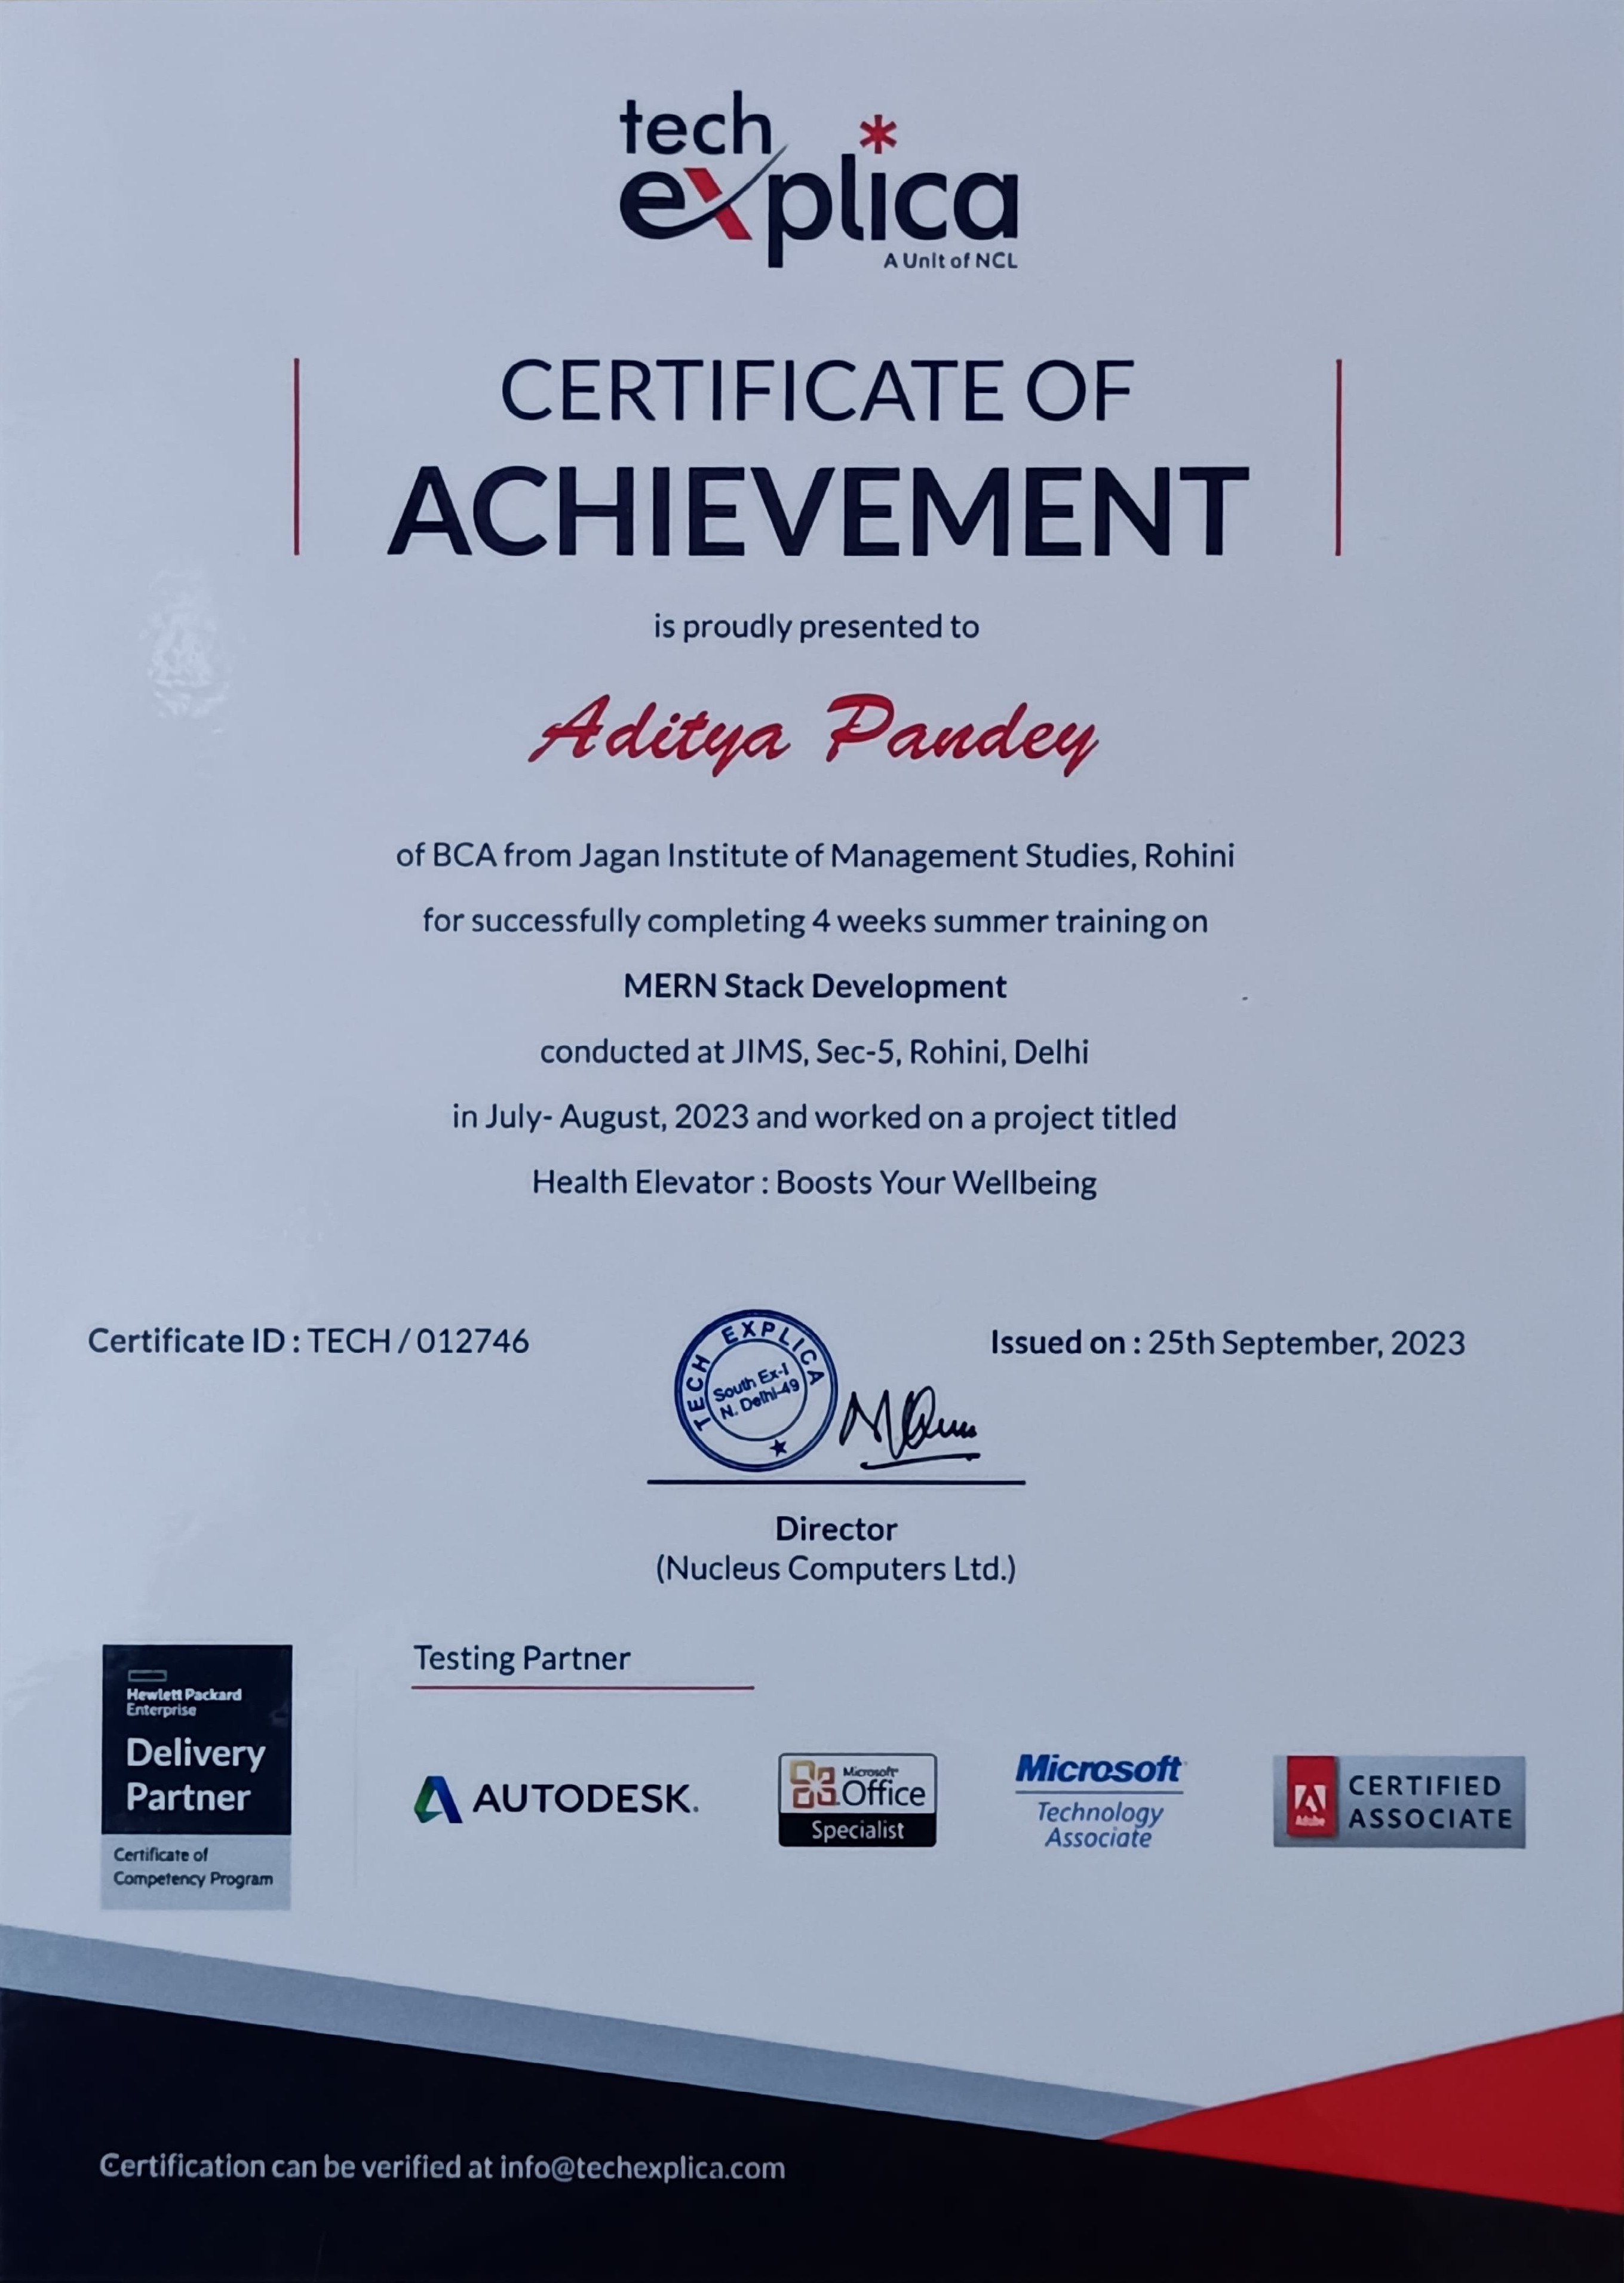 tech
explica
A Unit of NCL
CERTIFICATE OF
ACHIEVEMENT
is proudly presented to
Aditya Pandey
of BCA from Jagan Institute of Management Studies, Rohini
for successfully completing 4 weeks summer training on
MERN Stack Development
conducted at JIMS, Sec-5, Rohini, Delhi
in July- August, 2023 and worked on a project titled
Health Elevator : Boosts Your Wellbeing
Certificate ID : TECH / 012746
TECH EXPLICA
South Ex-I
N. Delhi-49
Issued on : 25th September, 2023
Director
(Nucleus Computers Ltd.)
Hewlett Packard
Enterprise
Delivery
Partner
Certificate of
Competency Program
Testing Partner
AUTODESK.
Microsoft
Office
Specialist
Microsoft
Technology
Associate
Adobe
CERTIFIED
ASSOCIATE
Certification can be verified at info@techexplica.com